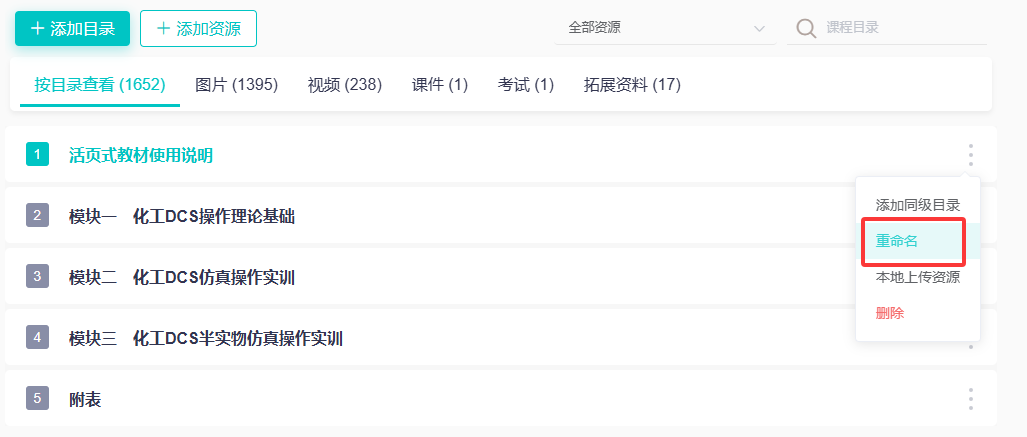 + 添加目录 + 添加资源 全部资源 课程目录
按目录查看 (1652) 图片 (1395) 视频 (238) 课件 (1) 考试 (1) 拓展资料 (17)
1 活页式教材使用说明
添加同级目录
重命名
本地上传资源
删除
2 模块一 化工DCS操作理论基础
3 模块二 化工DCS仿真操作实训
4 模块三 化工DCS半实物仿真操作实训
5 附表